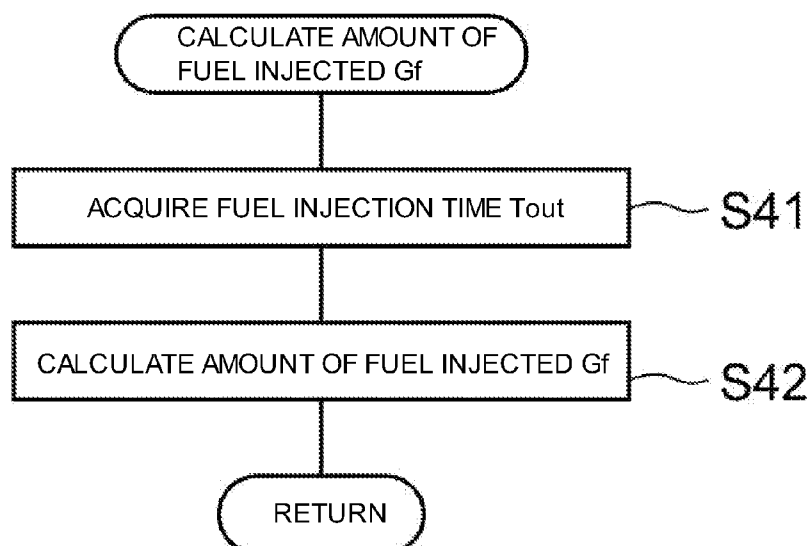 CALCULATE AMOUNT OF
FUEL INJECTED Gf
ACQUIRE FUEL INJECTION TIME Tout
S41
CALCULATE AMOUNT OF FUEL INJECTED Gf
S42
RETURN